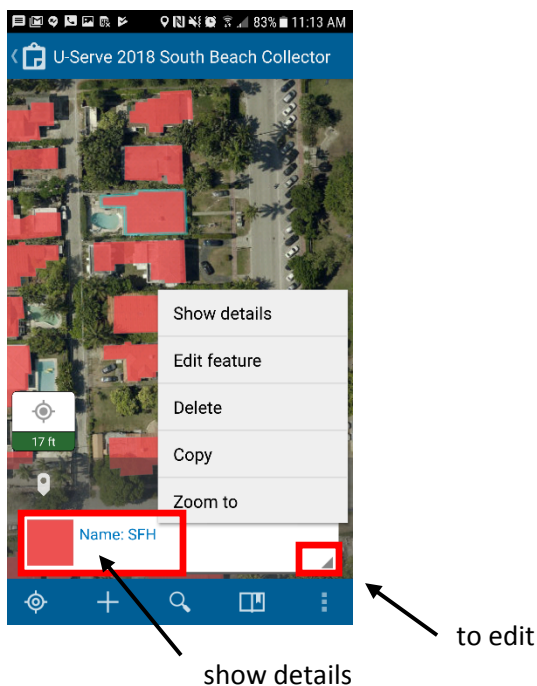 83% 11:13 AM
U-Serve 2018 South Beach Collector
Show details
Edit feature
Delete
Copy
Zoom to
17 ft
Name: SFH
to edit
show details